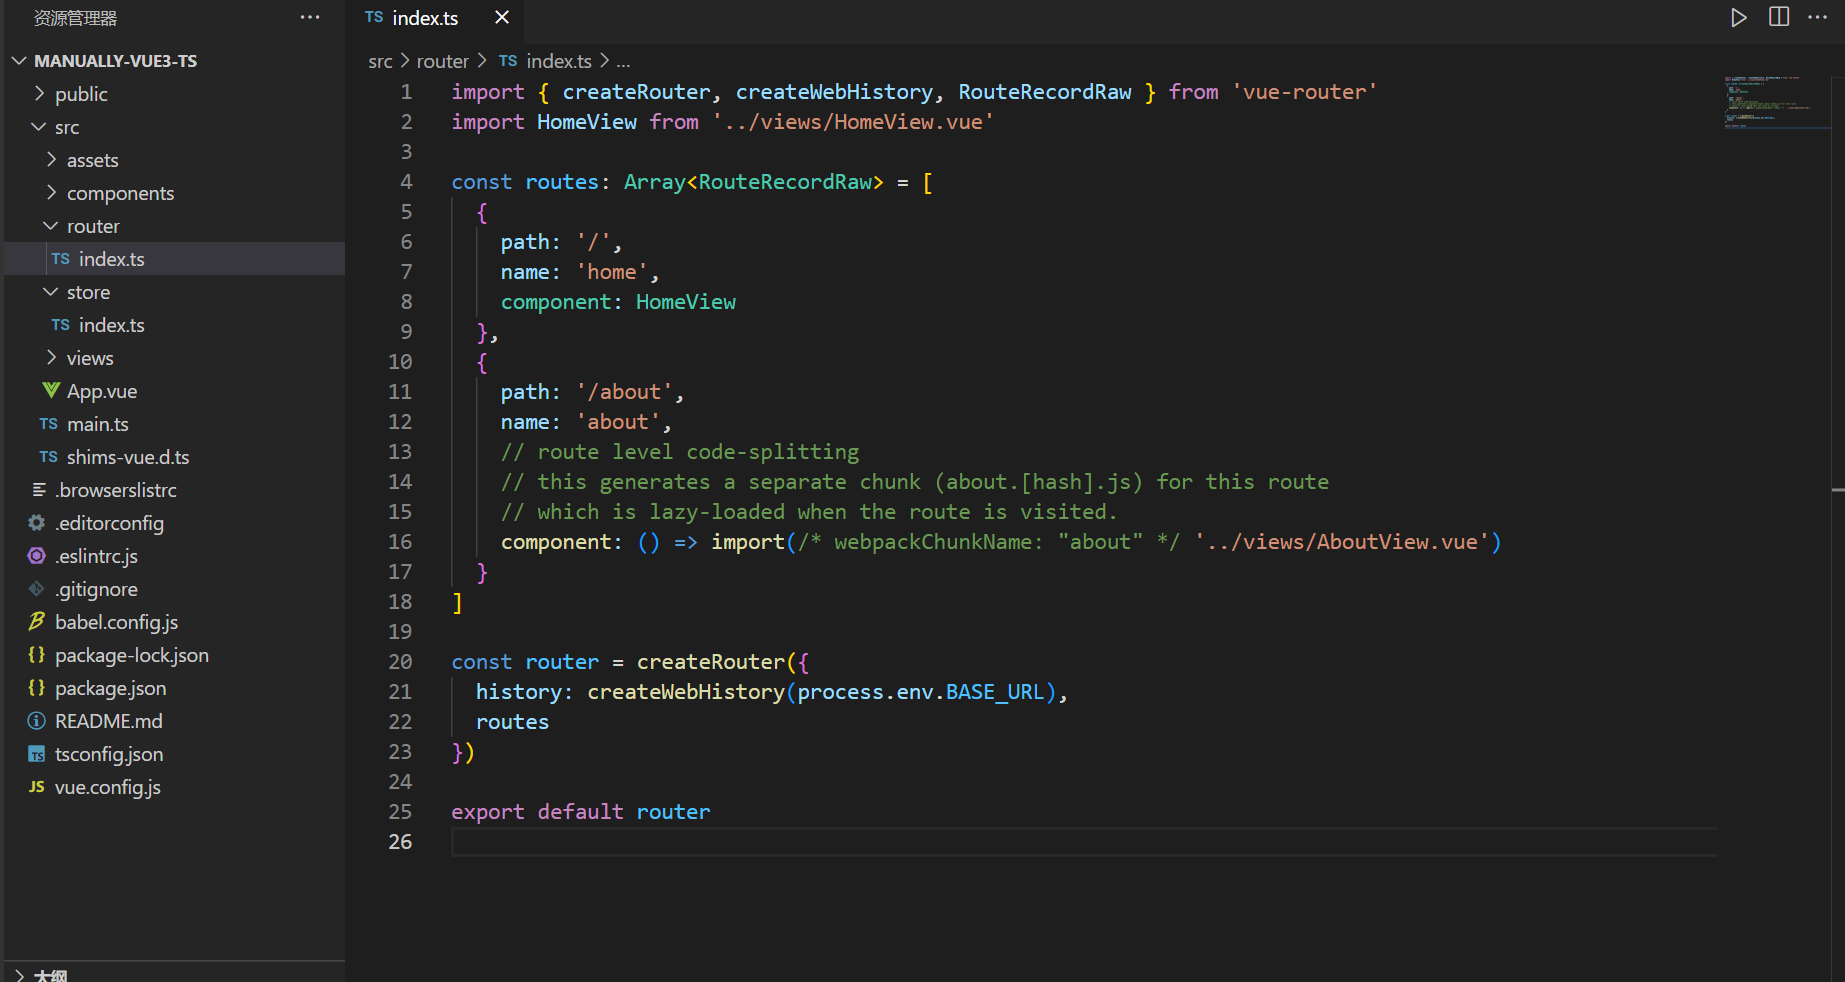 资源管理器
MANUALLY-VUE3-TS
public
src
assets
components
router
TS index.ts
store
TS index.ts
views
App.vue
TS main.ts
TS shims-vue.d.ts
.browserslistrc
.editorconfig
.eslintrc.js
.gitignore
babel.config.js
{} package-lock.json
{} package.json
README.md
TS tsconfig.json
JS vue.config.js
大纲
TS index.ts
src > router > TS index.ts > ...
1 import { createRouter, createWebHistory, RouteRecordRaw } from 'vue-router'
2 import HomeView from '../views/HomeView.vue'
3
4 const routes: Array<RouteRecordRaw> = [
5 {
6 path: '/',
7 name: 'home',
8 component: HomeView
9 },
10 {
11 path: '/about',
12 name: 'about',
13 // route level code-splitting
14 // this generates a separate chunk (about.[hash].js) for this route
15 // which is lazy-loaded when the route is visited.
16 component: () => import(/* webpackChunkName: "about" */ '../views/AboutView.vue')
17 }
18 ]
19
20 const router = createRouter({
21 history: createWebHistory(process.env.BASE_URL),
22 routes
23 })
24
25 export default router
26